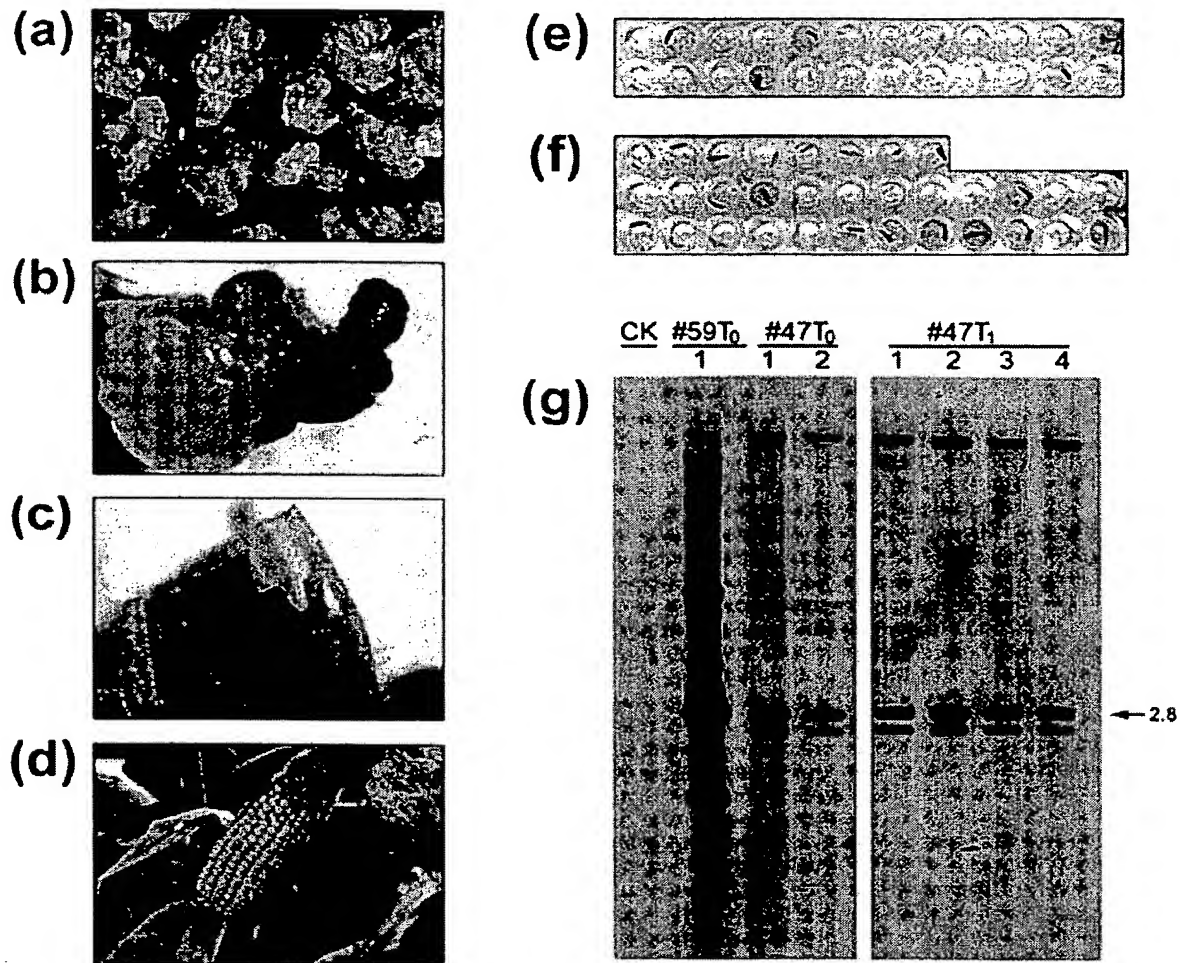 (a)
(b)
(c)
(d)
(e)
(f)
CK #59T₀ #47T₀ #47T₁
1 1 2 1 2 3 4
(g)
2.8